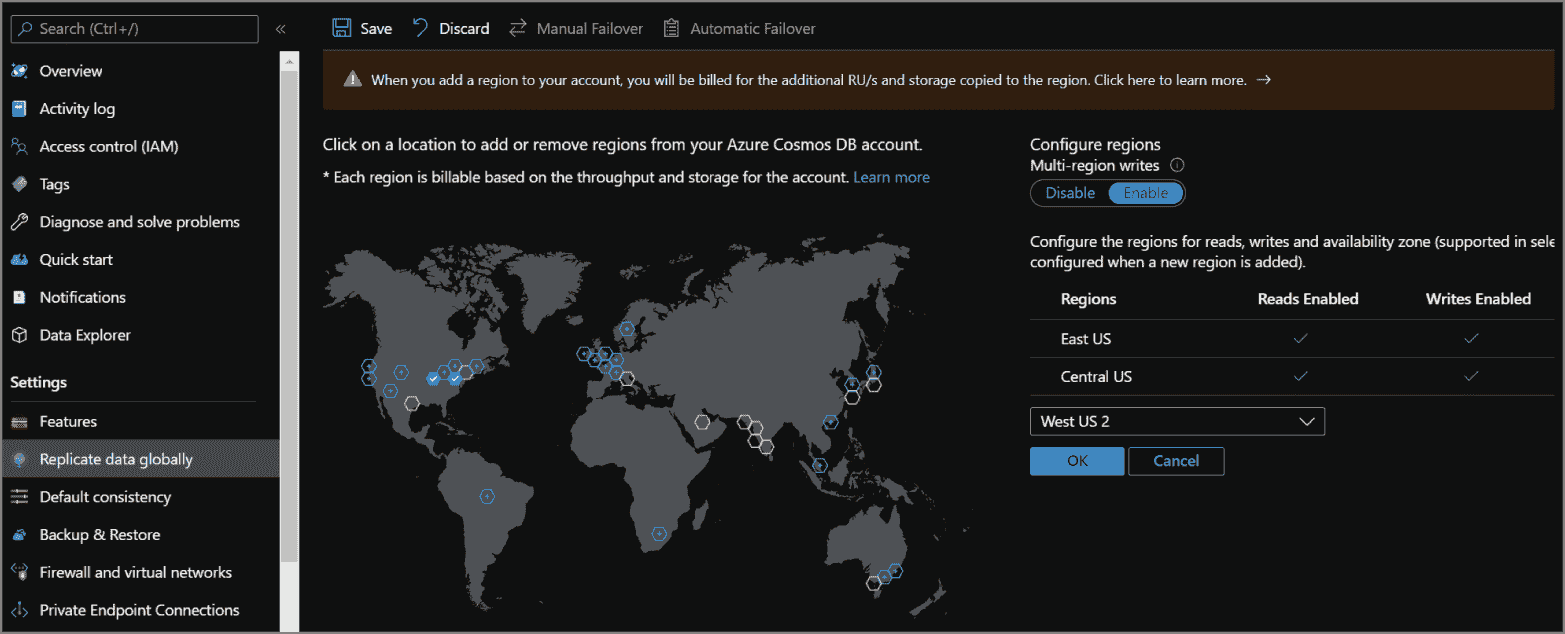 Search (Ctrl+/)
«
Save
Discard
Manual Failover
Automatic Failover
Overview
Activity log
Access control (IAM)
Tags
Diagnose and solve problems
Quick start
Notifications
Data Explorer
Settings
Features
Replicate data globally
Default consistency
Backup & Restore
Firewall and virtual networks
Private Endpoint Connections
When you add a region to your account, you will be billed for the additional RU/s and storage copied to the region. Click here to learn more. →
Click on a location to add or remove regions from your Azure Cosmos DB account.
* Each region is billable based on the throughput and storage for the account. Learn more
Configure regions
Multi-region writes
Disable Enable
Configure the regions for reads, writes and availability zone (supported in sele
configured when a new region is added).
Regions Reads Enabled Writes Enabled
East US
Central US
West US 2
OK Cancel